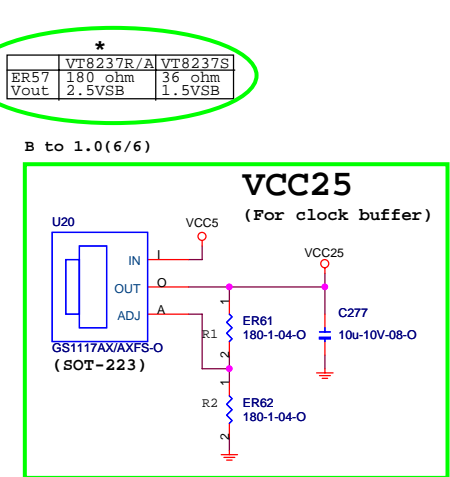 *
VT8237R/A VT8237S
ER57 180 ohm 36 ohm
Vout 2.5VSB 1.5VSB
B to 1.0(6/6)
VCC25
(For clock buffer)
U20
VCC5
IN I
VCC25
OUT O
ADJ A
1
R1
ER61
180-1-04-O
2
C277
10u-10V-08-O
GS1117AX/AXFS-O
(SOT-223)
1
R2
ER62
180-1-04-O
2